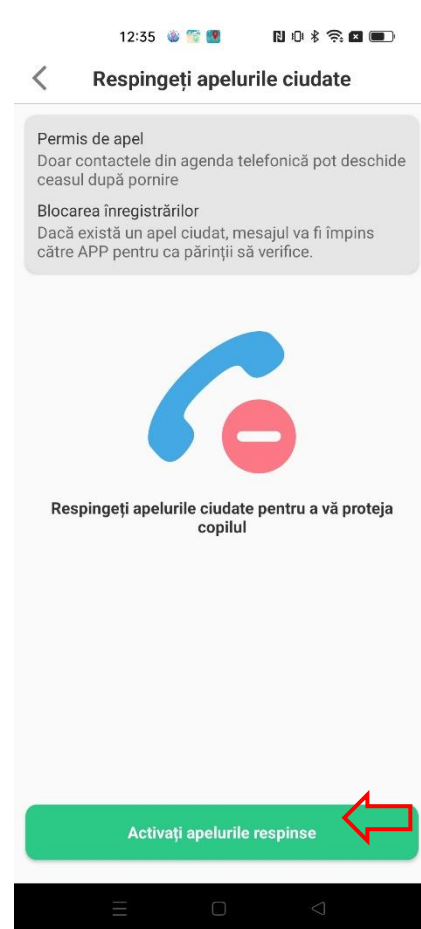 12:35
Respingeți apelurile ciudate
Permis de apel
Doar contactele din agenda telefonică pot deschide
ceasul după pornire
Blocarea înregistrărilor
Dacă există un apel ciudat, mesajul va fi împins
către APP pentru ca părinții să verifice.
Respingeți apelurile ciudate pentru a vă proteja
copilul
Activați apelurile respinse